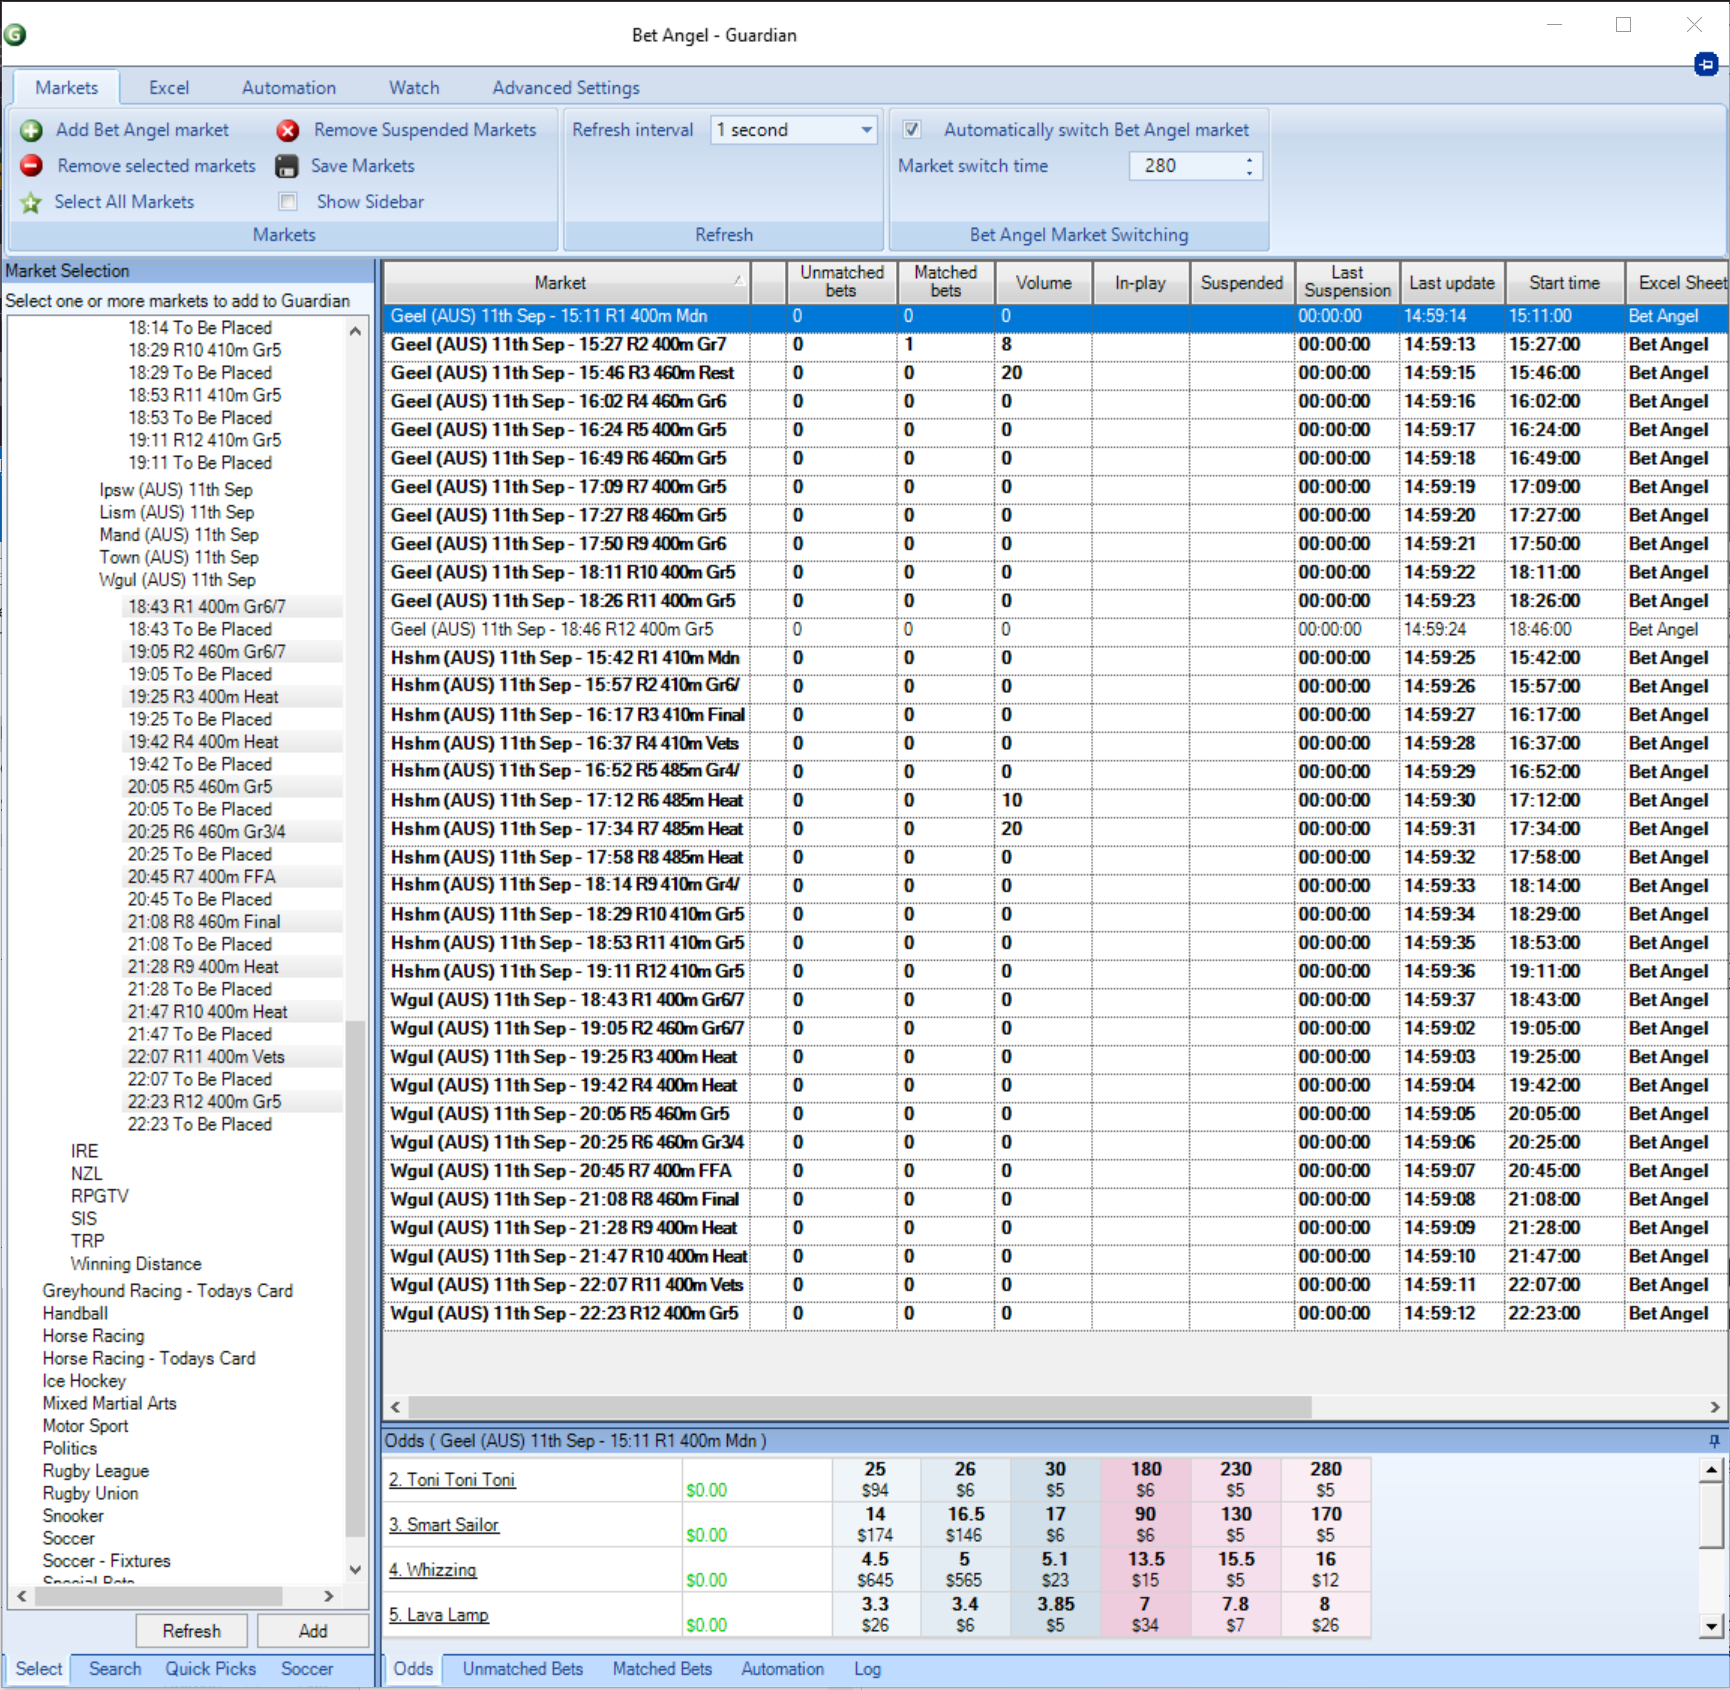 G
Bet Angel - Guardian
Markets Excel Automation Watch Advanced Settings
Add Bet Angel market Remove Suspended Markets Refresh interval 1 second Automatically switch Bet Angel market
Remove selected markets Save Markets Market switch time 280
Select All Markets Show Sidebar
Markets Refresh Bet Angel Market Switching
Market Selection
Select one or more markets to add to Guardian
18:14 To Be Placed
18:29 R10 410m Gr5
18:29 To Be Placed
18:53 R11 410m Gr5
18:53 To Be Placed
19:11 R12 410m Gr5
19:11 To Be Placed
Ipsw (AUS) 11th Sep
Lism (AUS) 11th Sep
Mand (AUS) 11th Sep
Town (AUS) 11th Sep
Wgul (AUS) 11th Sep
18:43 R1 400m Gr6/7
18:43 To Be Placed
19:05 R2 460m Gr6/7
19:05 To Be Placed
19:25 R3 400m Heat
19:25 To Be Placed
19:42 R4 400m Heat
19:42 To Be Placed
20:05 R5 460m Gr5
20:05 To Be Placed
20:25 R6 460m Gr3/4
20:25 To Be Placed
20:45 R7 400m FFA
20:45 To Be Placed
21:08 R8 460m Final
21:08 To Be Placed
21:28 R9 400m Heat
21:28 To Be Placed
21:47 R10 400m Heat
21:47 To Be Placed
22:07 R11 400m Vets
22:07 To Be Placed
22:23 R12 400m Gr5
22:23 To Be Placed
IRE
NZL
RPGTV
SIS
TRP
Winning Distance
Greyhound Racing - Todays Card
Handball
Horse Racing
Horse Racing - Todays Card
Ice Hockey
Mixed Martial Arts
Motor Sport
Politics
Rugby League
Rugby Union
Snooker
Soccer
Soccer - Fixtures
Special Bets
Refresh Add
Select Search Quick Picks Soccer
Market Unmatched bets Matched bets Volume In-play Suspended Last Suspension Last update Start time Excel Sheet
Geel (AUS) 11th Sep - 15:11 R1 400m Mdn 0 0 0 00:00:00 14:59:14 15:11:00 Bet Angel
Geel (AUS) 11th Sep - 15:27 R2 400m Gr7 0 1 8 00:00:00 14:59:13 15:27:00 Bet Angel
Geel (AUS) 11th Sep - 15:46 R3 460m Rest 0 0 20 00:00:00 14:59:15 15:46:00 Bet Angel
Geel (AUS) 11th Sep - 16:02 R4 460m Gr6 0 0 0 00:00:00 14:59:16 16:02:00 Bet Angel
Geel (AUS) 11th Sep - 16:24 R5 400m Gr5 0 0 0 00:00:00 14:59:17 16:24:00 Bet Angel
Geel (AUS) 11th Sep - 16:49 R6 460m Gr5 0 0 0 00:00:00 14:59:18 16:49:00 Bet Angel
Geel (AUS) 11th Sep - 17:09 R7 400m Gr5 0 0 0 00:00:00 14:59:19 17:09:00 Bet Angel
Geel (AUS) 11th Sep - 17:27 R8 460m Gr5 0 0 0 00:00:00 14:59:20 17:27:00 Bet Angel
Geel (AUS) 11th Sep - 17:50 R9 400m Gr6 0 0 0 00:00:00 14:59:21 17:50:00 Bet Angel
Geel (AUS) 11th Sep - 18:11 R10 400m Gr5 0 0 0 00:00:00 14:59:22 18:11:00 Bet Angel
Geel (AUS) 11th Sep - 18:26 R11 400m Gr5 0 0 0 00:00:00 14:59:23 18:26:00 Bet Angel
Geel (AUS) 11th Sep - 18:46 R12 400m Gr5 0 0 0 00:00:00 14:59:24 18:46:00 Bet Angel
Hshm (AUS) 11th Sep - 15:42 R1 410m Mdn 0 0 0 00:00:00 14:59:25 15:42:00 Bet Angel
Hshm (AUS) 11th Sep - 15:57 R2 410m Gr6/ 0 0 0 00:00:00 14:59:26 15:57:00 Bet Angel
Hshm (AUS) 11th Sep - 16:17 R3 410m Final 0 0 0 00:00:00 14:59:27 16:17:00 Bet Angel
Hshm (AUS) 11th Sep - 16:37 R4 410m Vets 0 0 0 00:00:00 14:59:28 16:37:00 Bet Angel
Hshm (AUS) 11th Sep - 16:52 R5 485m Gr4/ 0 0 0 00:00:00 14:59:29 16:52:00 Bet Angel
Hshm (AUS) 11th Sep - 17:12 R6 485m Heat 0 0 10 00:00:00 14:59:30 17:12:00 Bet Angel
Hshm (AUS) 11th Sep - 17:34 R7 485m Heat 0 0 20 00:00:00 14:59:31 17:34:00 Bet Angel
Hshm (AUS) 11th Sep - 17:58 R8 485m Heat 0 0 0 00:00:00 14:59:32 17:58:00 Bet Angel
Hshm (AUS) 11th Sep - 18:14 R9 410m Gr4/ 0 0 0 00:00:00 14:59:33 18:14:00 Bet Angel
Hshm (AUS) 11th Sep - 18:29 R10 410m Gr5 0 0 0 00:00:00 14:59:34 18:29:00 Bet Angel
Hshm (AUS) 11th Sep - 18:53 R11 410m Gr5 0 0 0 00:00:00 14:59:35 18:53:00 Bet Angel
Hshm (AUS) 11th Sep - 19:11 R12 410m Gr5 0 0 0 00:00:00 14:59:36 19:11:00 Bet Angel
Wgul (AUS) 11th Sep - 18:43 R1 400m Gr6/7 0 0 0 00:00:00 14:59:37 18:43:00 Bet Angel
Wgul (AUS) 11th Sep - 19:05 R2 460m Gr6/7 0 0 0 00:00:00 14:59:02 19:05:00 Bet Angel
Wgul (AUS) 11th Sep - 19:25 R3 400m Heat 0 0 0 00:00:00 14:59:03 19:25:00 Bet Angel
Wgul (AUS) 11th Sep - 19:42 R4 400m Heat 0 0 0 00:00:00 14:59:04 19:42:00 Bet Angel
Wgul (AUS) 11th Sep - 20:05 R5 460m Gr5 0 0 0 00:00:00 14:59:05 20:05:00 Bet Angel
Wgul (AUS) 11th Sep - 20:25 R6 460m Gr3/4 0 0 0 00:00:00 14:59:06 20:25:00 Bet Angel
Wgul (AUS) 11th Sep - 20:45 R7 400m FFA 0 0 0 00:00:00 14:59:07 20:45:00 Bet Angel
Wgul (AUS) 11th Sep - 21:08 R8 460m Final 0 0 0 00:00:00 14:59:08 21:08:00 Bet Angel
Wgul (AUS) 11th Sep - 21:28 R9 400m Heat 0 0 0 00:00:00 14:59:09 21:28:00 Bet Angel
Wgul (AUS) 11th Sep - 21:47 R10 400m Heat 0 0 0 00:00:00 14:59:10 21:47:00 Bet Angel
Wgul (AUS) 11th Sep - 22:07 R11 400m Vets 0 0 0 00:00:00 14:59:11 22:07:00 Bet Angel
Wgul (AUS) 11th Sep - 22:23 R12 400m Gr5 0 0 0 00:00:00 14:59:12 22:23:00 Bet Angel
Odds ( Geel (AUS) 11th Sep - 15:11 R1 400m Mdn )
2. Toni Toni Toni 25 26 30 180 230 280
$0.00 $94 $6 $5 $6 $5 $5
3. Smart Sailor 14 16.5 17 90 130 170
$0.00 $174 $146 $6 $6 $5 $5
4. Whizzing 4.5 5 5.1 13.5 15.5 16
$0.00 $645 $565 $23 $15 $5 $12
5. Lava Lamp 3.3 3.4 3.85 7 7.8 8
$0.00 $26 $6 $5 $34 $7 $26
Odds Unmatched Bets Matched Bets Automation Log